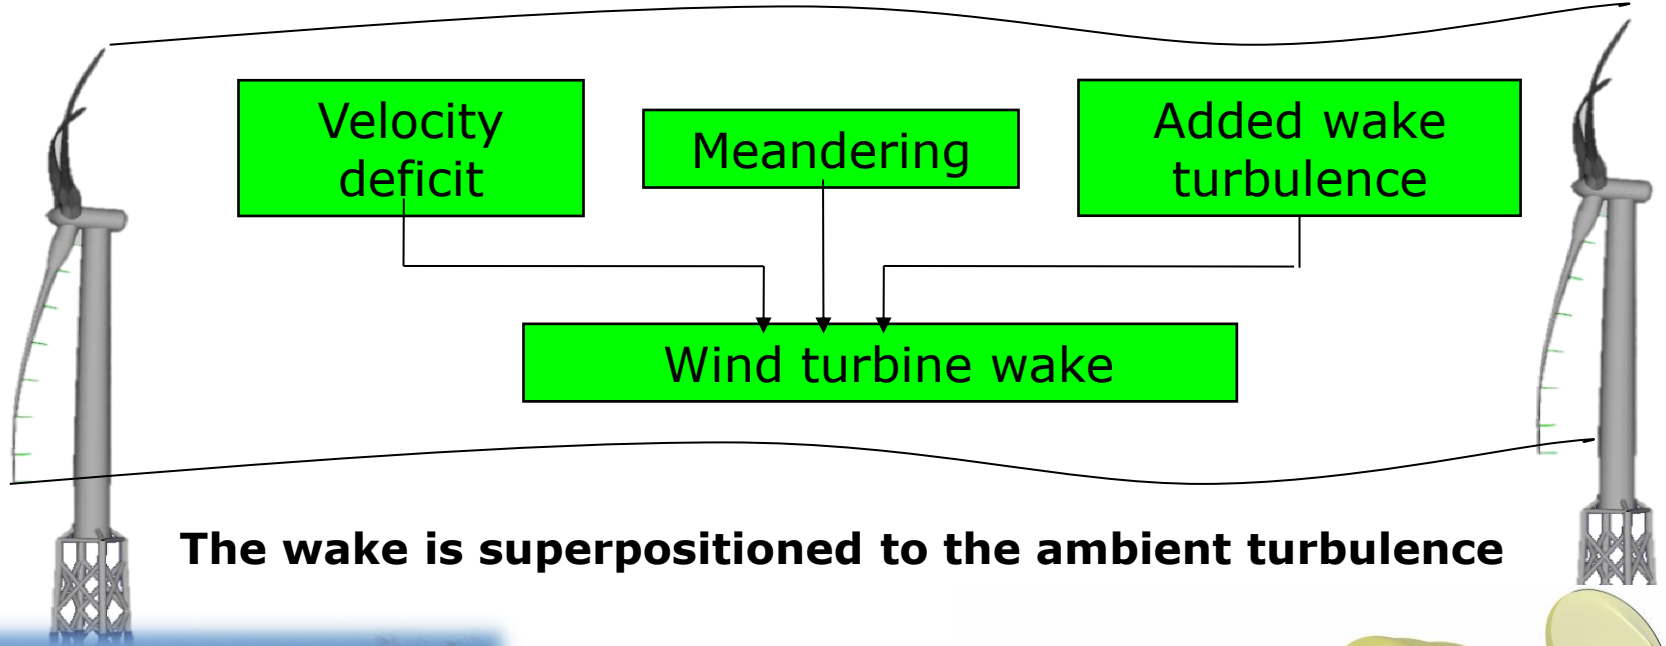 Velocity
deficit
Meandering
Added wake
turbulence
Wind turbine wake
The wake is superpositioned to the ambient turbulence